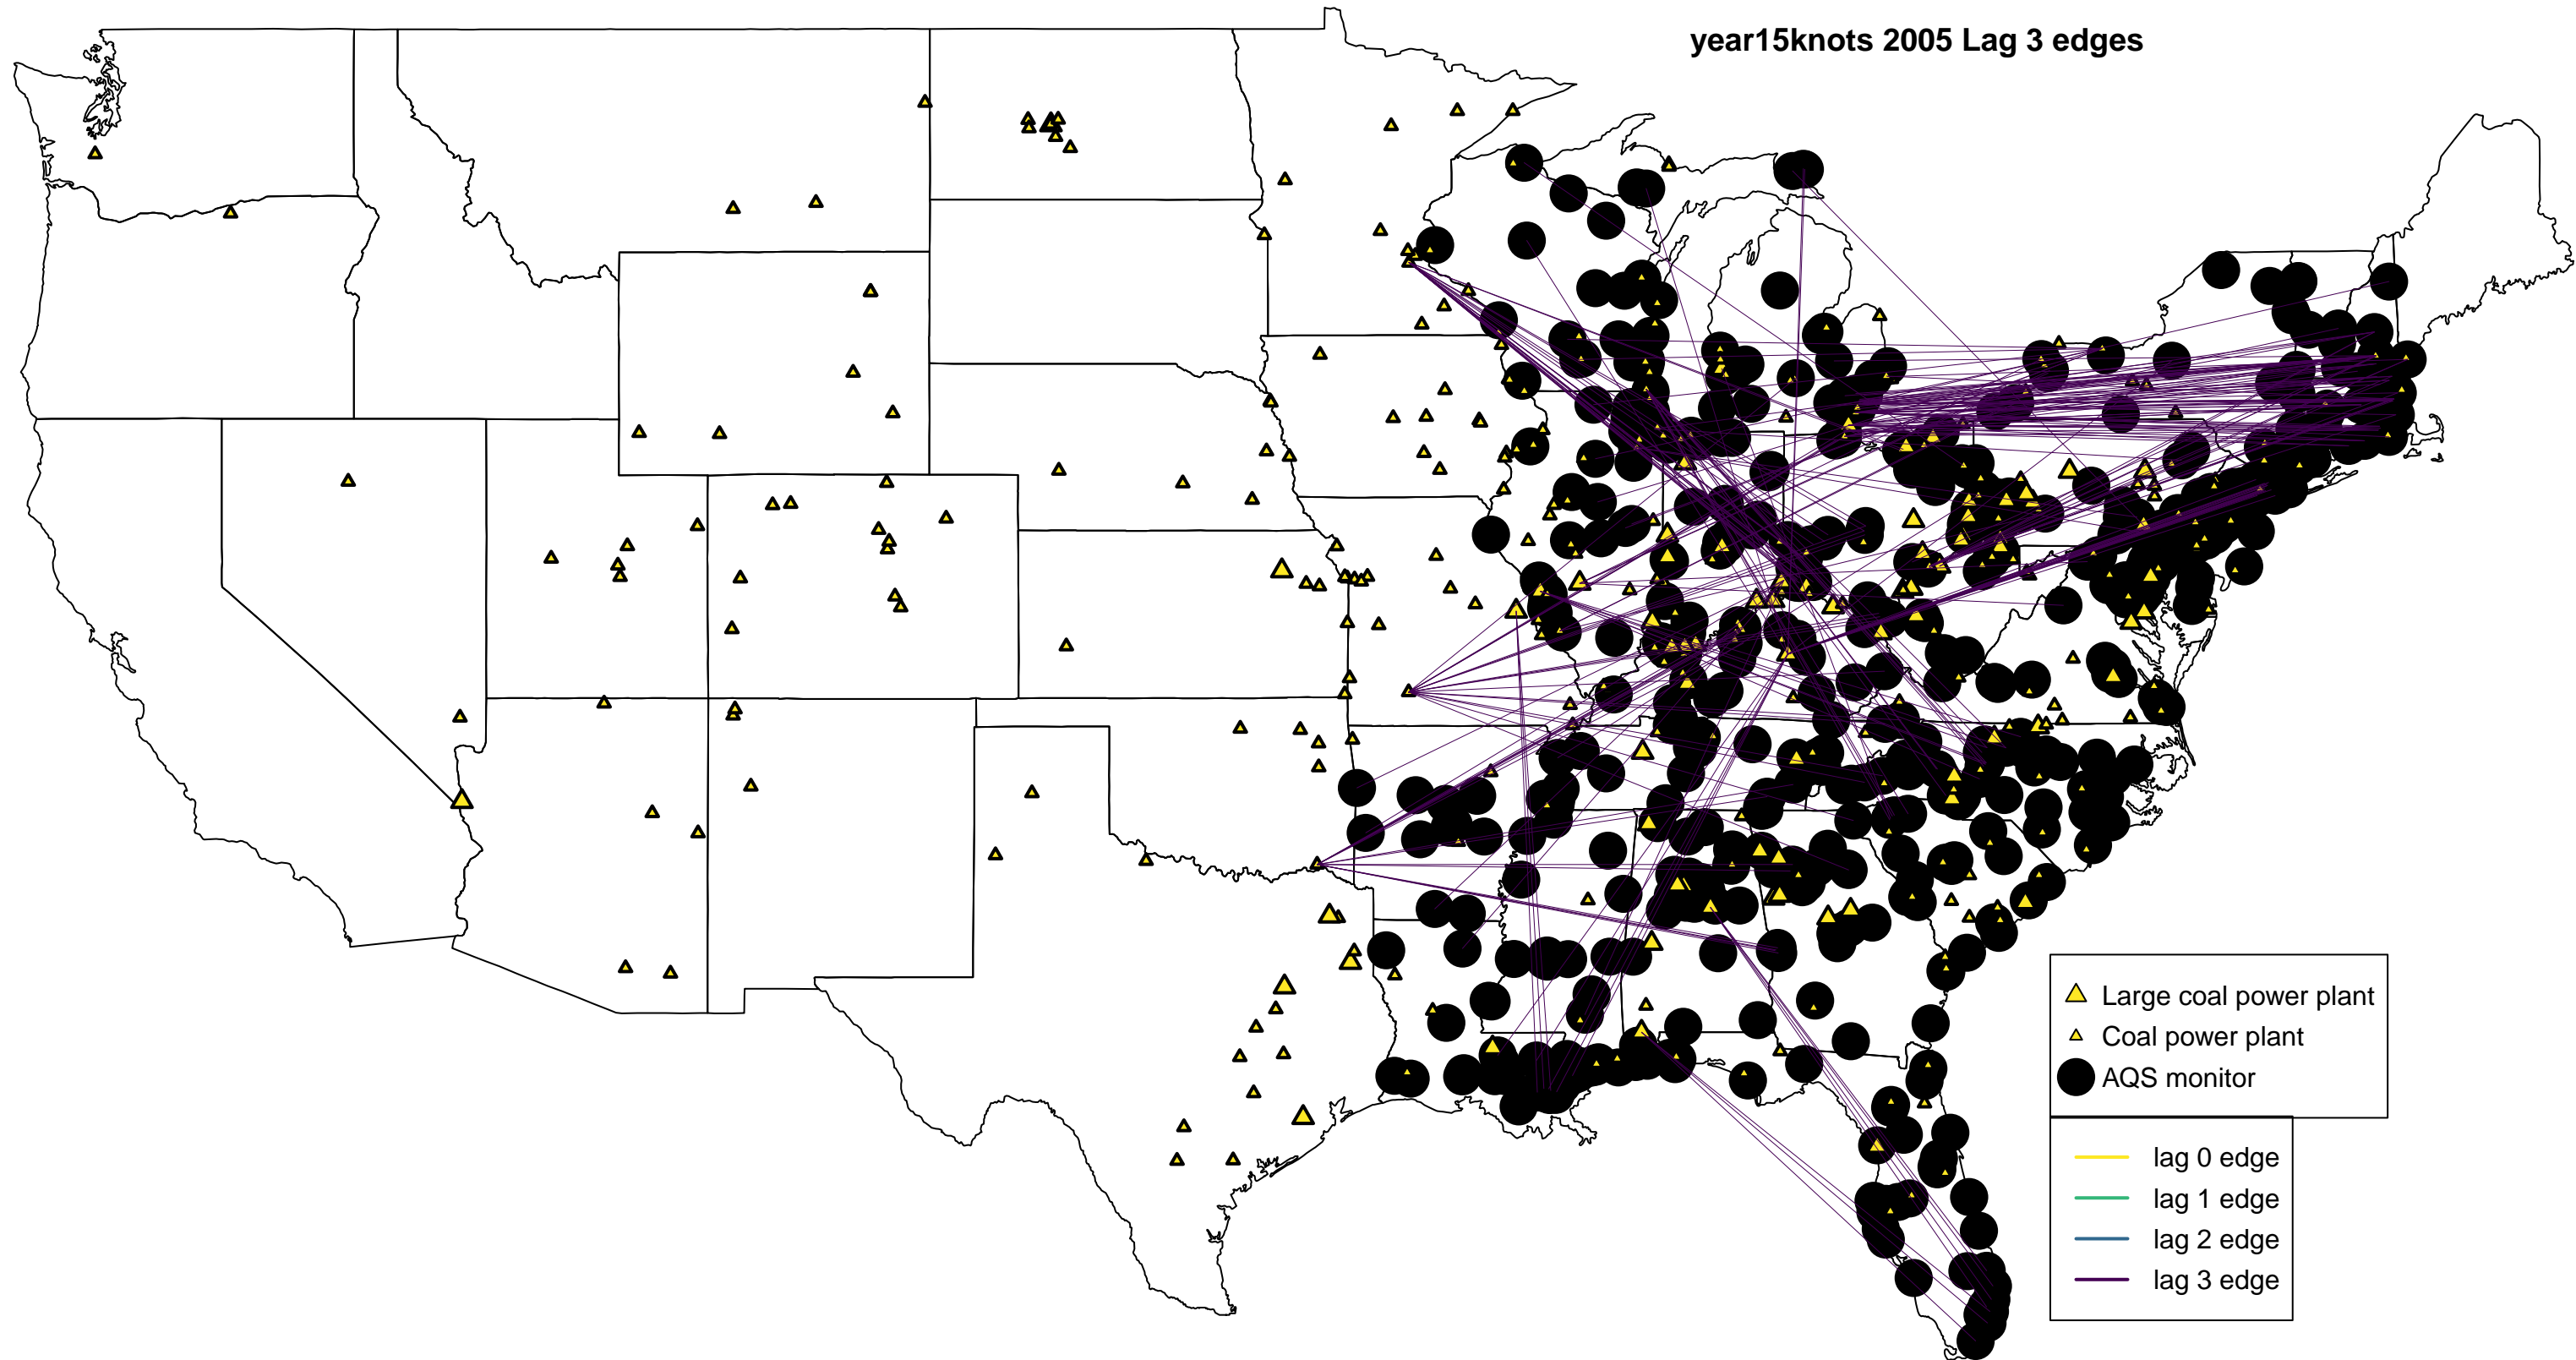 year15knots 2005 Lag 3 edges
Large coal power plant
Coal power plant
AQS monitor
lag 0 edge
lag 1 edge
lag 2 edge
lag 3 edge